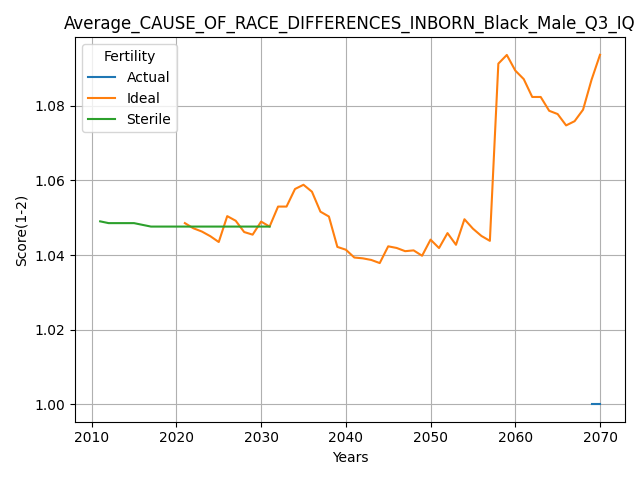 Average_CAUSE_OF_RACE_DIFFERENCES_INBORN_Black_Male_Q3_IQ
Fertility
Actual
Ideal
Sterile
Score(1-2)
1.08
1.06
1.04
1.02
1.00
2010 2020 2030 2040 2050 2060 2070
Years